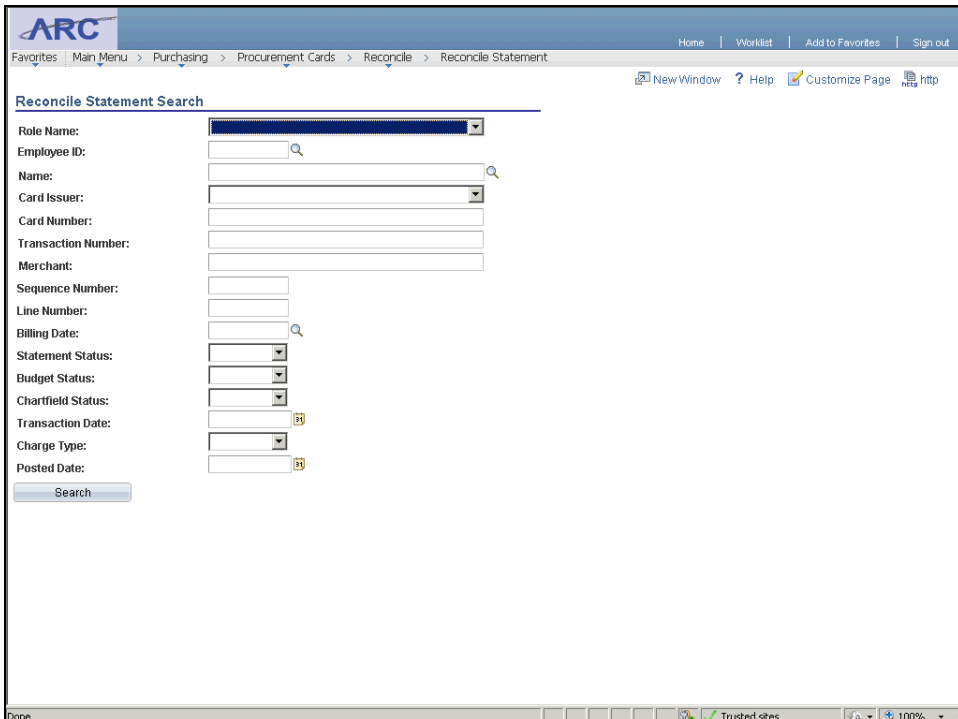 ARC
Home | Worklist | Add to Favorites | Sign out
Favorites | Main Menu > Purchasing > Procurement Cards > Reconcile > Reconcile Statement
New Window ? Help Customize Page http
Reconcile Statement Search
Role Name:
Employee ID:
Name:
Card Issuer:
Card Number:
Transaction Number:
Merchant:
Sequence Number:
Line Number:
Billing Date:
Statement Status:
Budget Status:
Chartfield Status:
Transaction Date: 31
Charge Type:
Posted Date: 31
Search
Done Trusted sites 100%